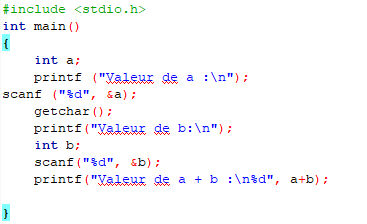 #include <stdio.h>
int main()
{
int a;
printf ("Valeur de a :\n");
scanf ("%d", &a);
getchar();
printf("Valeur de b:\n");
int b;
scanf("%d", &b);
printf("Valeur de a + b :\n%d", a+b);
}